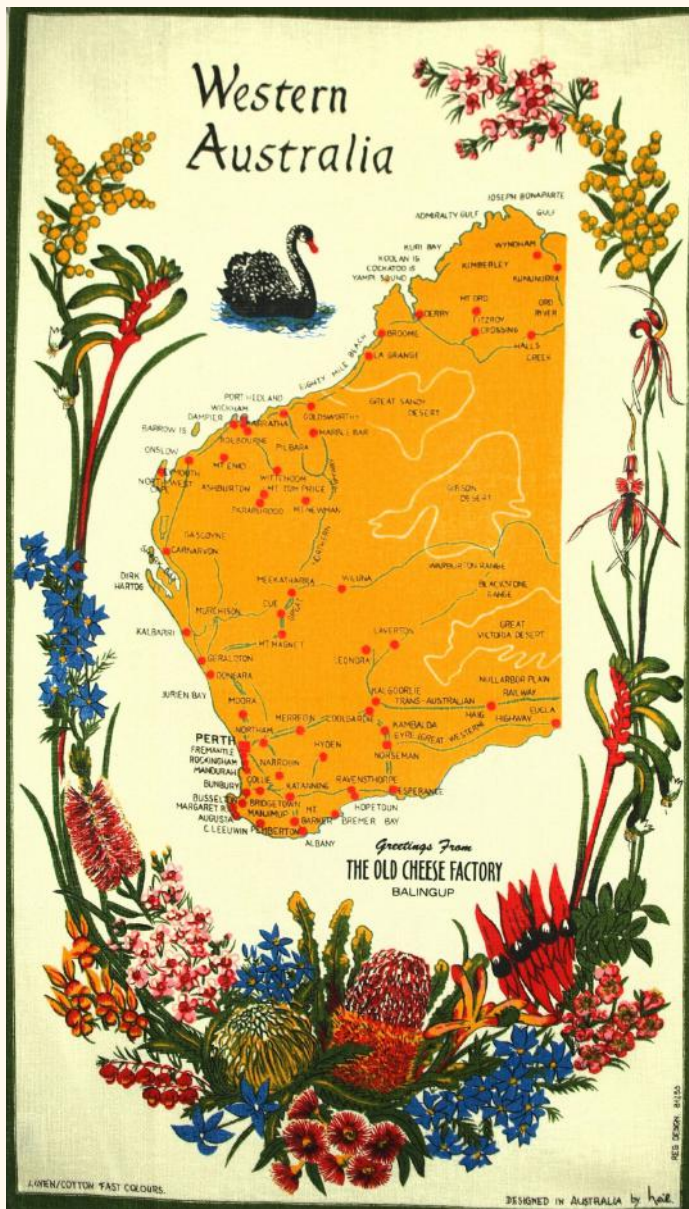 Western
Australia
JOSEPH BONAPARTE
GULF
ADMIRALTY GULF
KURI BAY
WYNDHAM
KOOLAN IS
COCKATOO IS
YAMPI SOUND
KIMBERLEY
KUNUNURRA
MT ORD
ORD
RIVER
DERBY
FITZROY
CROSSING
BROOME
HALLS
CREEK
LA GRANGE
EIGHTY MILE BEACH
PORT HEDLAND
GREAT SANDY
DESERT
WICKHAM
DAMPIER
GOLDSWORTHY
BARROW IS
KARRATHA
ROEBOURNE
MARBLE BAR
PILBARA
ONSLOW
MT ENID
EXMOUTH
NORTH WEST
CAPE
WITTENOOM
ASHBURTON
MT TOM PRICE
GIBSON
DESERT
PARABURDOO
MT NEWMAN
GREAT
NORTHERN
HIGHWAY
GASCOYNE
CARNARVON
WARBURTON RANGE
DIRK
HARTOG
MEEKATHARRA
WILUNA
BLACKSTONE
RANGE
MURCHISON
CUE
GREAT
VICTORIA DESERT
KALBARRI
MT MAGNET
LAVERTON
LEONORA
GERALDTON
DONGARA
NULLARBOR PLAIN
JURIEN BAY
KALGOORLIE
TRANS-AUSTRALIAN
RAILWAY
MOORA
MERREDIN
COOLGARDIE
HAIG
EUCLA
KAMBALDA
EYRE (GREAT WESTERN
HIGHWAY
PERTH
NORTHAM
FREMANTLE
HYDEN
NORSEMAN
ROCKINGHAM
MANDURAH
NARROGIN
BUNBURY
COLLIE
KATANNING
RAVENSTHORPE
ESPERANCE
BUSSELTON
BRIDGETOWN
MARGARET R
MANJIMUP
MT
BARKER
HOPETOUN
AUGUSTA
BREMER BAY
C. LEEUWIN
PEMBERTON
ALBANY
Greetings From
THE OLD CHEESE FACTORY
BALINGUP
LINEN/COTTON FAST COLOURS.
REG DESIGN
DESIGNED IN AUSTRALIA by